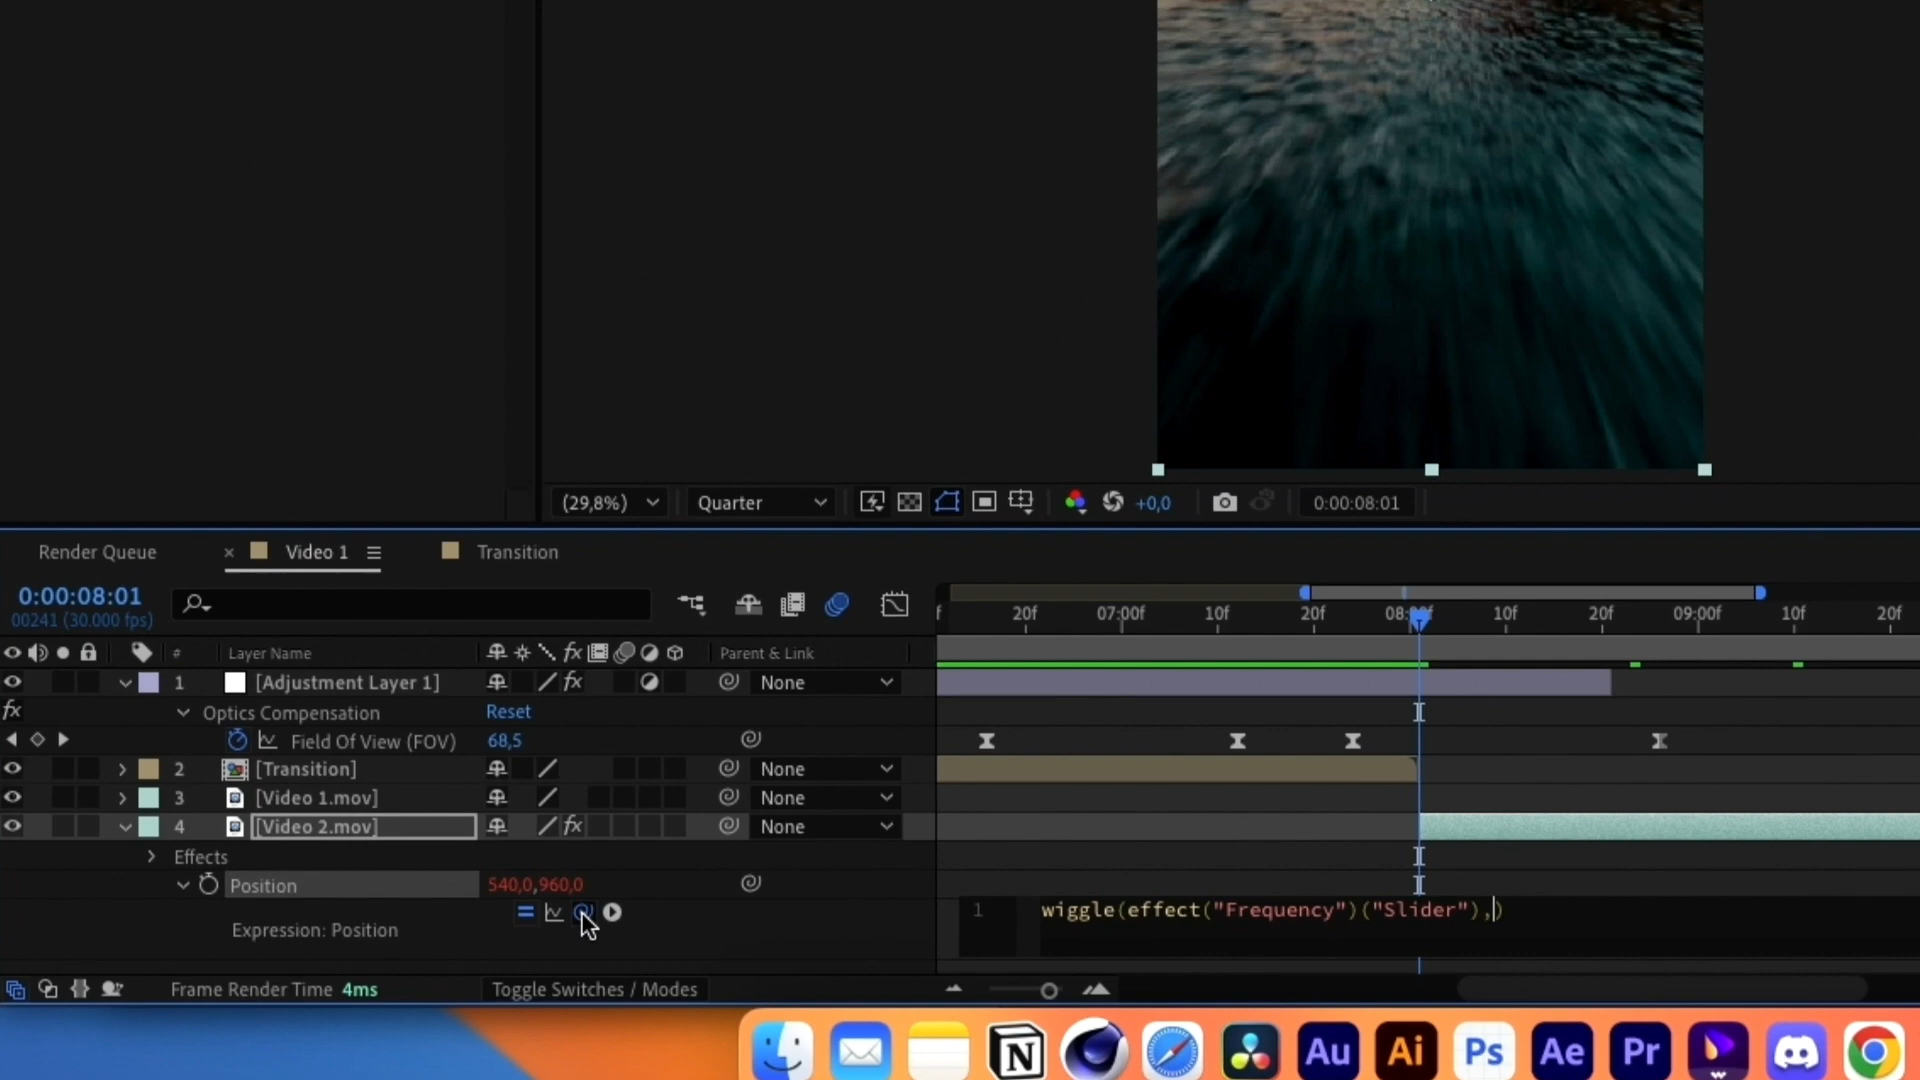 (29,8%)
Quarter
+0,0
0:00:08:01
Render Queue
× Video 1
Transition
0:00:08:01
00241 (30.000 fps)
f 20f 07:00f 10f 20f 10f 20f 09:00f 10f 20f
# Layer Name
fx
Parent & Link
1 [Adjustment Layer 1] fx None
fx Optics Compensation Reset
Field Of View (FOV) 68,5
2 [Transition] None
3 [Video 1.mov] None
4 [Video 2.mov] fx None
Effects
Position 540,0,960,0
1 wiggle(effect("Frequency")("Slider"),)
Expression: Position
Frame Render Time 4ms
Toggle Switches / Modes
N Au Ai Ps Ae Pr